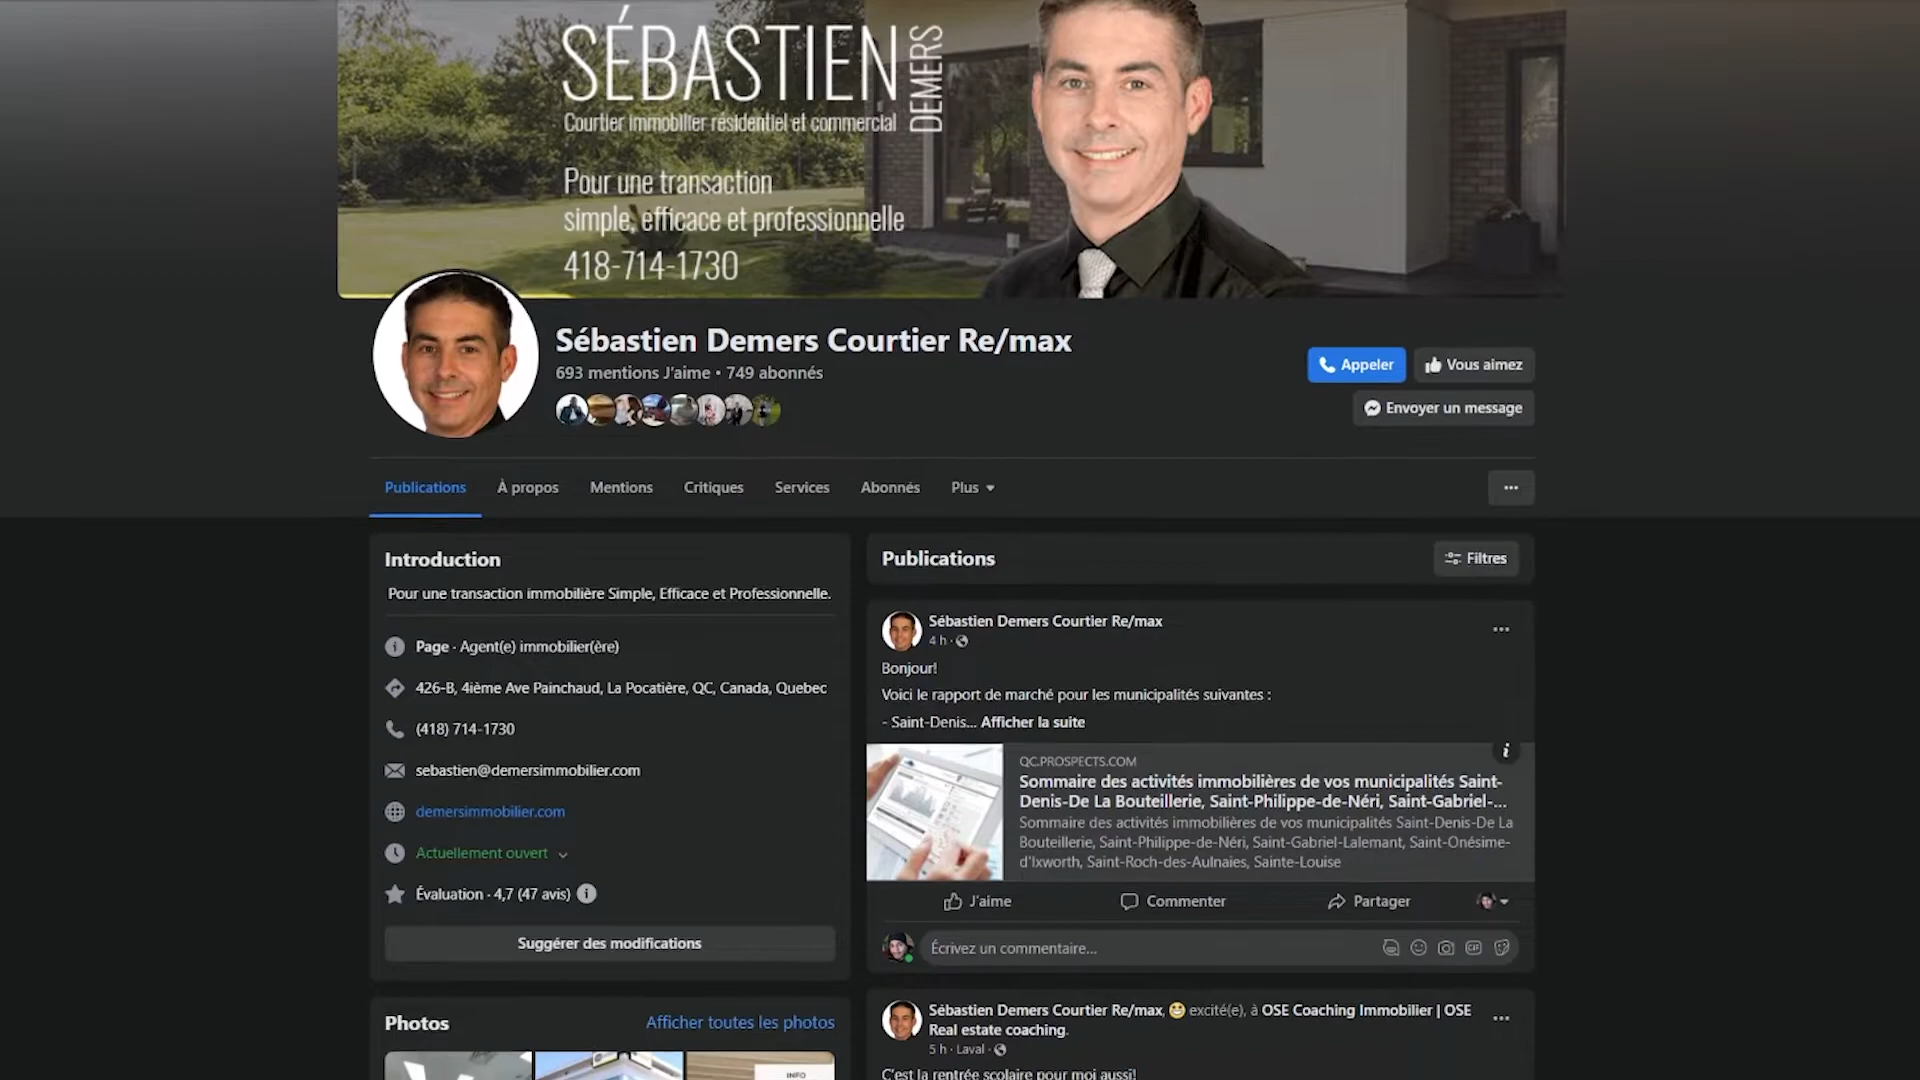 SÉBASTIEN
DEMERS
Courtier immobilier résidentiel et commercial
Pour une transaction
simple, efficace et professionnelle
418-714-1730
Sébastien Demers Courtier Re/max
693 mentions J'aime • 749 abonnés
Appeler
Vous aimez
Envoyer un message
Publications
À propos
Mentions
Critiques
Services
Abonnés
Plus
Introduction
Pour une transaction immobilière Simple, Efficace et Professionnelle.
Page · Agent(e) immobilier(ère)
426-B, 4ième Ave Painchaud, La Pocatière, QC, Canada, Quebec
(418) 714-1730
sebastien@demersimmobilier.com
demersimmobilier.com
Actuellement ouvert
Évaluation · 4,7 (47 avis)
Suggérer des modifications
Photos
Afficher toutes les photos
INFO
Publications
Filtres
Sébastien Demers Courtier Re/max
4 h ·
Bonjour!
Voici le rapport de marché pour les municipalités suivantes :
- Saint-Denis... Afficher la suite
QC.PROSPECTS.COM
Sommaire des activités immobilières de vos municipalités Saint-
Denis-De La Bouteillerie, Saint-Philippe-de-Néri, Saint-Gabriel-...
Sommaire des activités immobilières de vos municipalités Saint-Denis-De La
Bouteillerie, Saint-Philippe-de-Néri, Saint-Gabriel-Lalemant, Saint-Onésime-
d'Ixworth, Saint-Roch-des-Aulnaies, Sainte-Louise
J'aime
Commenter
Partager
Écrivez un commentaire...
GIF
Sébastien Demers Courtier Re/max, 😁 excité(e), à OSE Coaching Immobilier | OSE
Real estate coaching.
5 h · Laval ·
C'est la rentrée scolaire pour moi aussi!